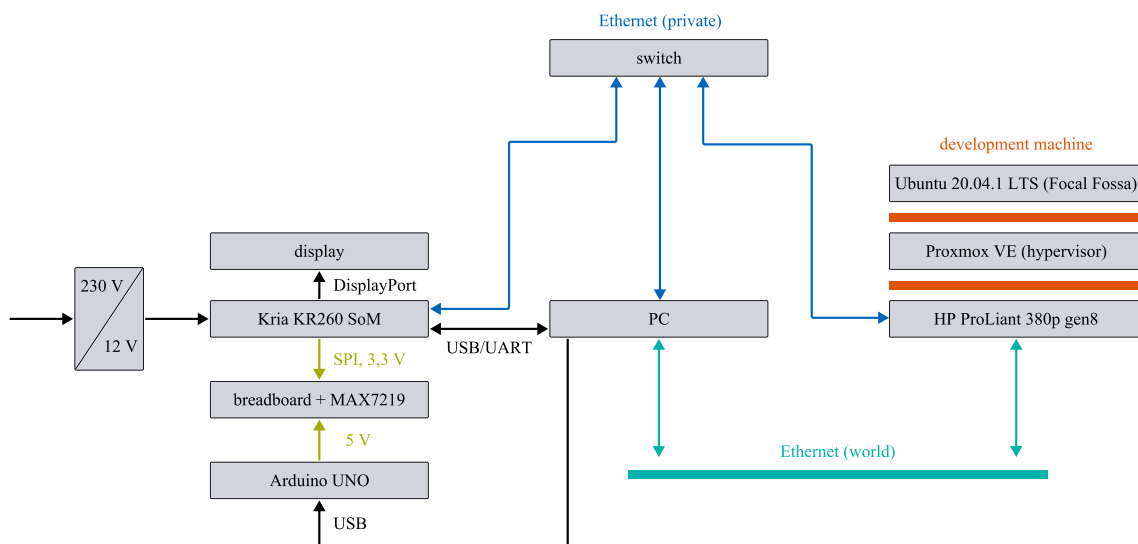 Ethernet (private)
switch
development machine
Ubuntu 20.04.1 LTS (Focal Fossa)
display
Proxmox VE (hypervisor)
230 V
12 V
DisplayPort
Kria KR260 SoM
PC
HP ProLiant 380p gen8
USB/UART
SPI, 3,3 V
breadboard + MAX7219
5 V
Ethernet (world)
Arduino UNO
USB